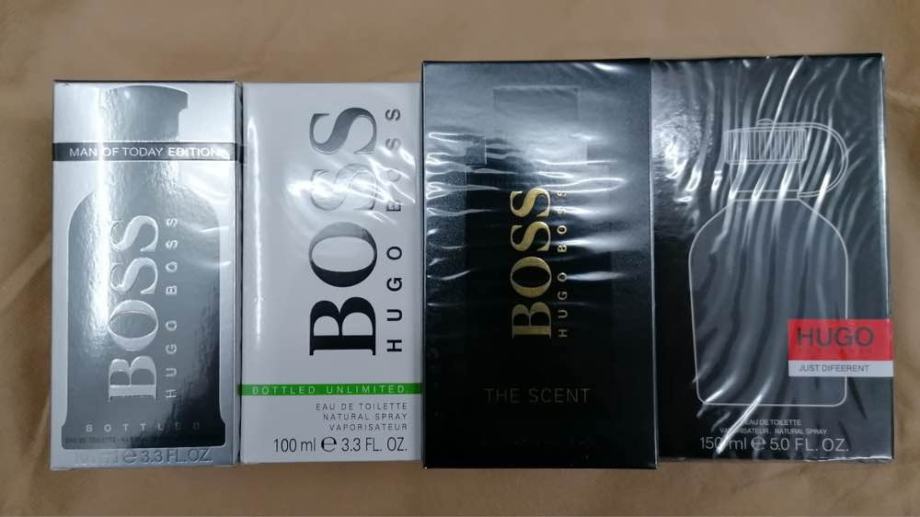 MAN OF TODAY EDITION
BOSS
HUGO BOSS
BOTTLED
3.3 FL. OZ.
BOSS
HUGO BOSS
BOTTLED UNLIMITED
EAU DE TOILETTE
NATURAL SPRAY
VAPORISATEUR
100 ml e 3.3 FL. OZ.
BOSS
HUGO BOSS
THE SCENT
HUGO
JUST DIFEERENT
EAU DE TOILETTE
VAPORISATEUR. NATURAL SPRAY
150 ml e 5.0 FL. OZ.